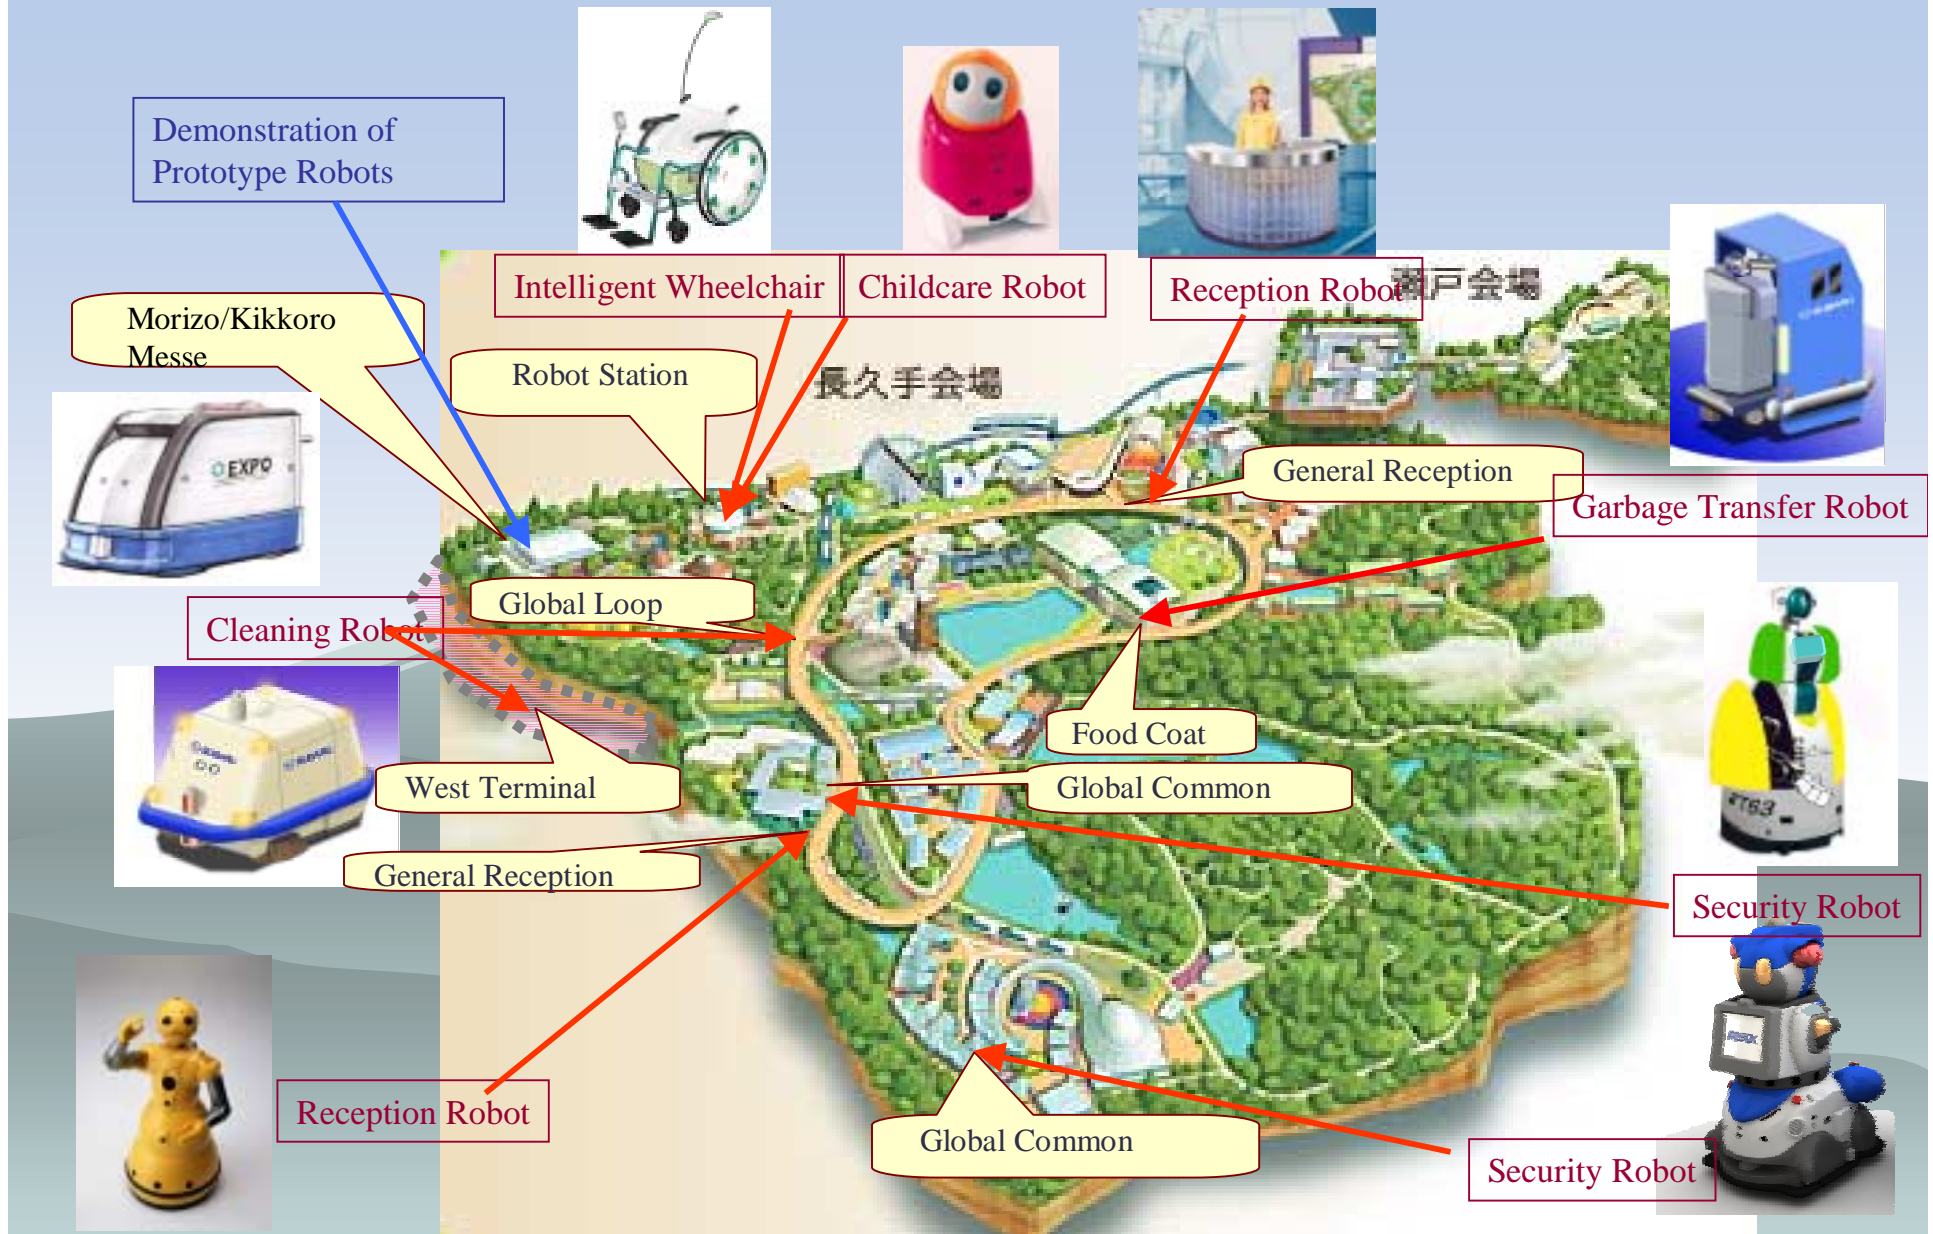 Demonstration of
Prototype Robots
Intelligent Wheelchair
Childcare Robot
Reception Robot
瀬戸会場
Morizo/Kikkoro
Messe
Robot Station
長久手会場
General Reception
Garbage Transfer Robot
EXPO
Global Loop
Cleaning Robot
Food Coat
West Terminal
Global Common
General Reception
Security Robot
Reception Robot
Global Common
Security Robot